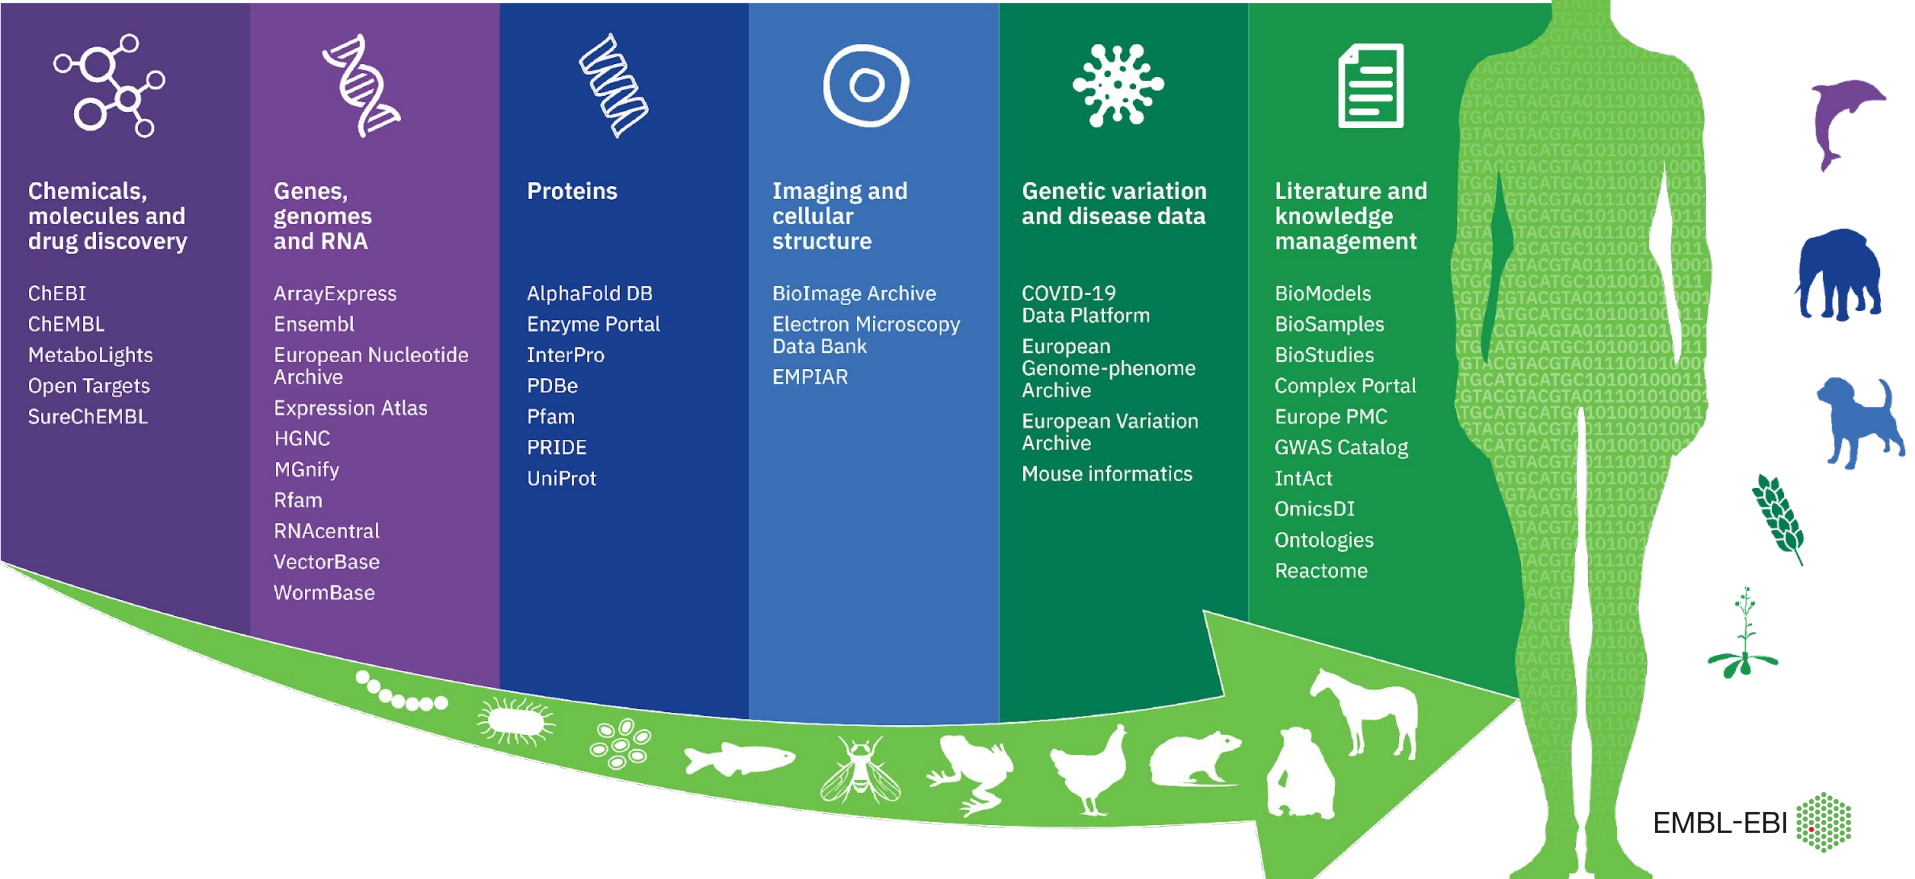 Chemicals,
molecules and
drug discovery
ChEBI
ChEMBL
MetaboLights
Open Targets
SureChEMBL
Genes,
genomes
and RNA
ArrayExpress
Ensembl
European Nucleotide
Archive
Expression Atlas
HGNC
MGnify
Rfam
RNAcentral
VectorBase
WormBase
Proteins
AlphaFold DB
Enzyme Portal
InterPro
PDBe
Pfam
PRIDE
UniProt
Imaging and
cellular
structure
BioImage Archive
Electron Microscopy
Data Bank
EMPIAR
Genetic variation
and disease data
COVID-19
Data Platform
European
Genome-phenome
Archive
European Variation
Archive
Mouse informatics
Literature and
knowledge
management
BioModels
BioSamples
BioStudies
Complex Portal
Europe PMC
GWAS Catalog
IntAct
OmicsDI
Ontologies
Reactome
EMBL-EBI